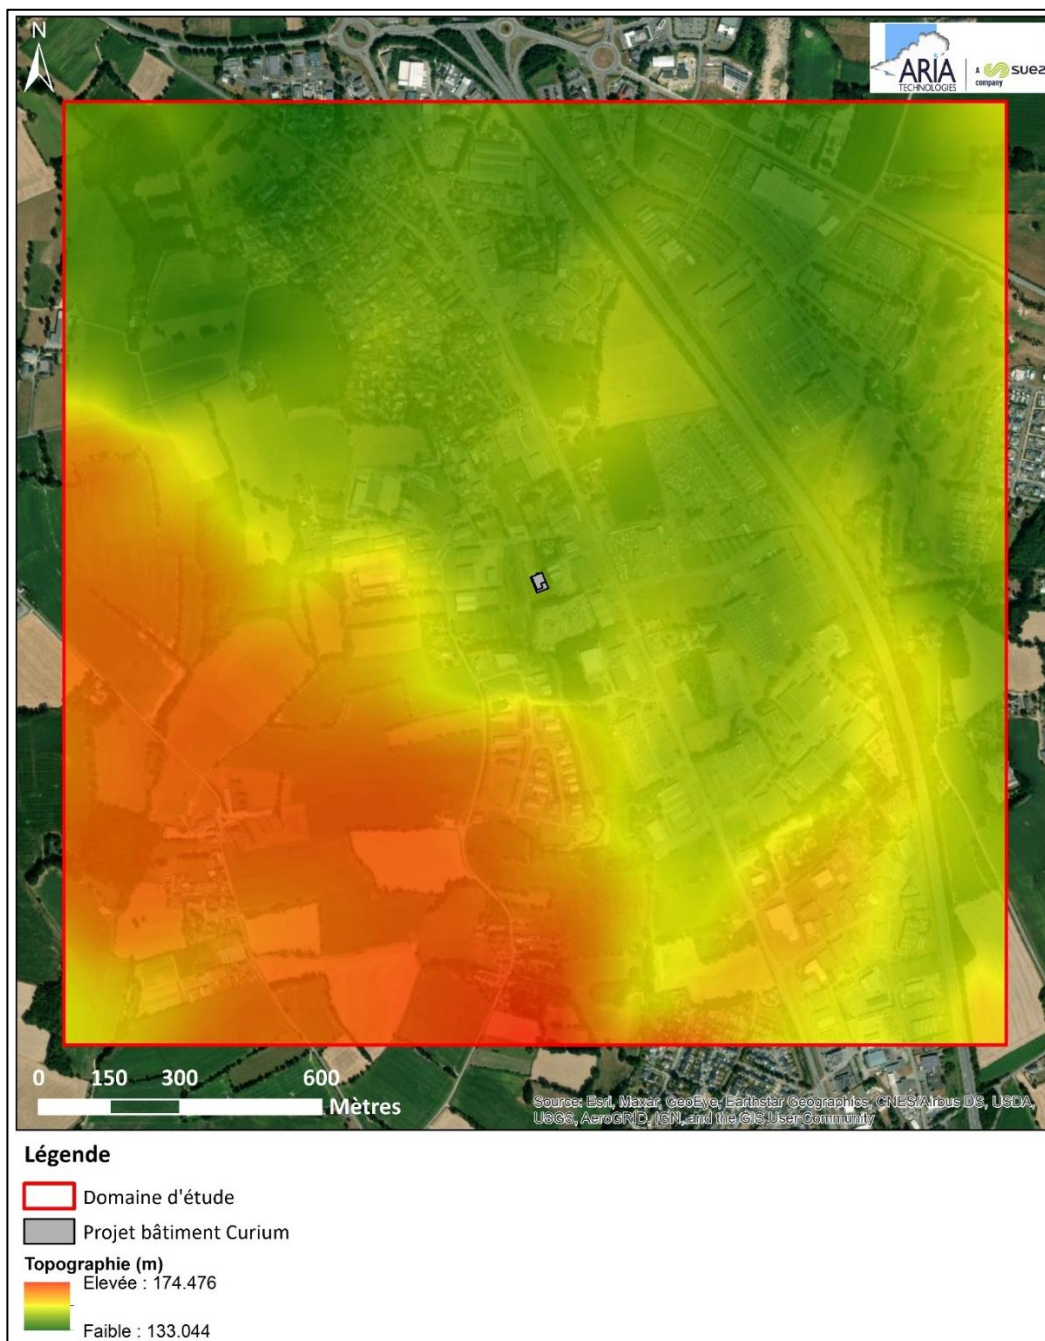 N
ARIA
TECHNOLOGIES
A
company
suez
0 150 300 600
Mètres
Source: Esri, Maxar, GeoEye, Earthstar Geographics, CNES/Airbus DS, USDA,
USGS, AeroGRID, IGN, and the GIS User Community
Légende
Domaine d'étude
Projet bâtiment Curium
Topographie (m)
Elevée : 174.476
Faible : 133.044